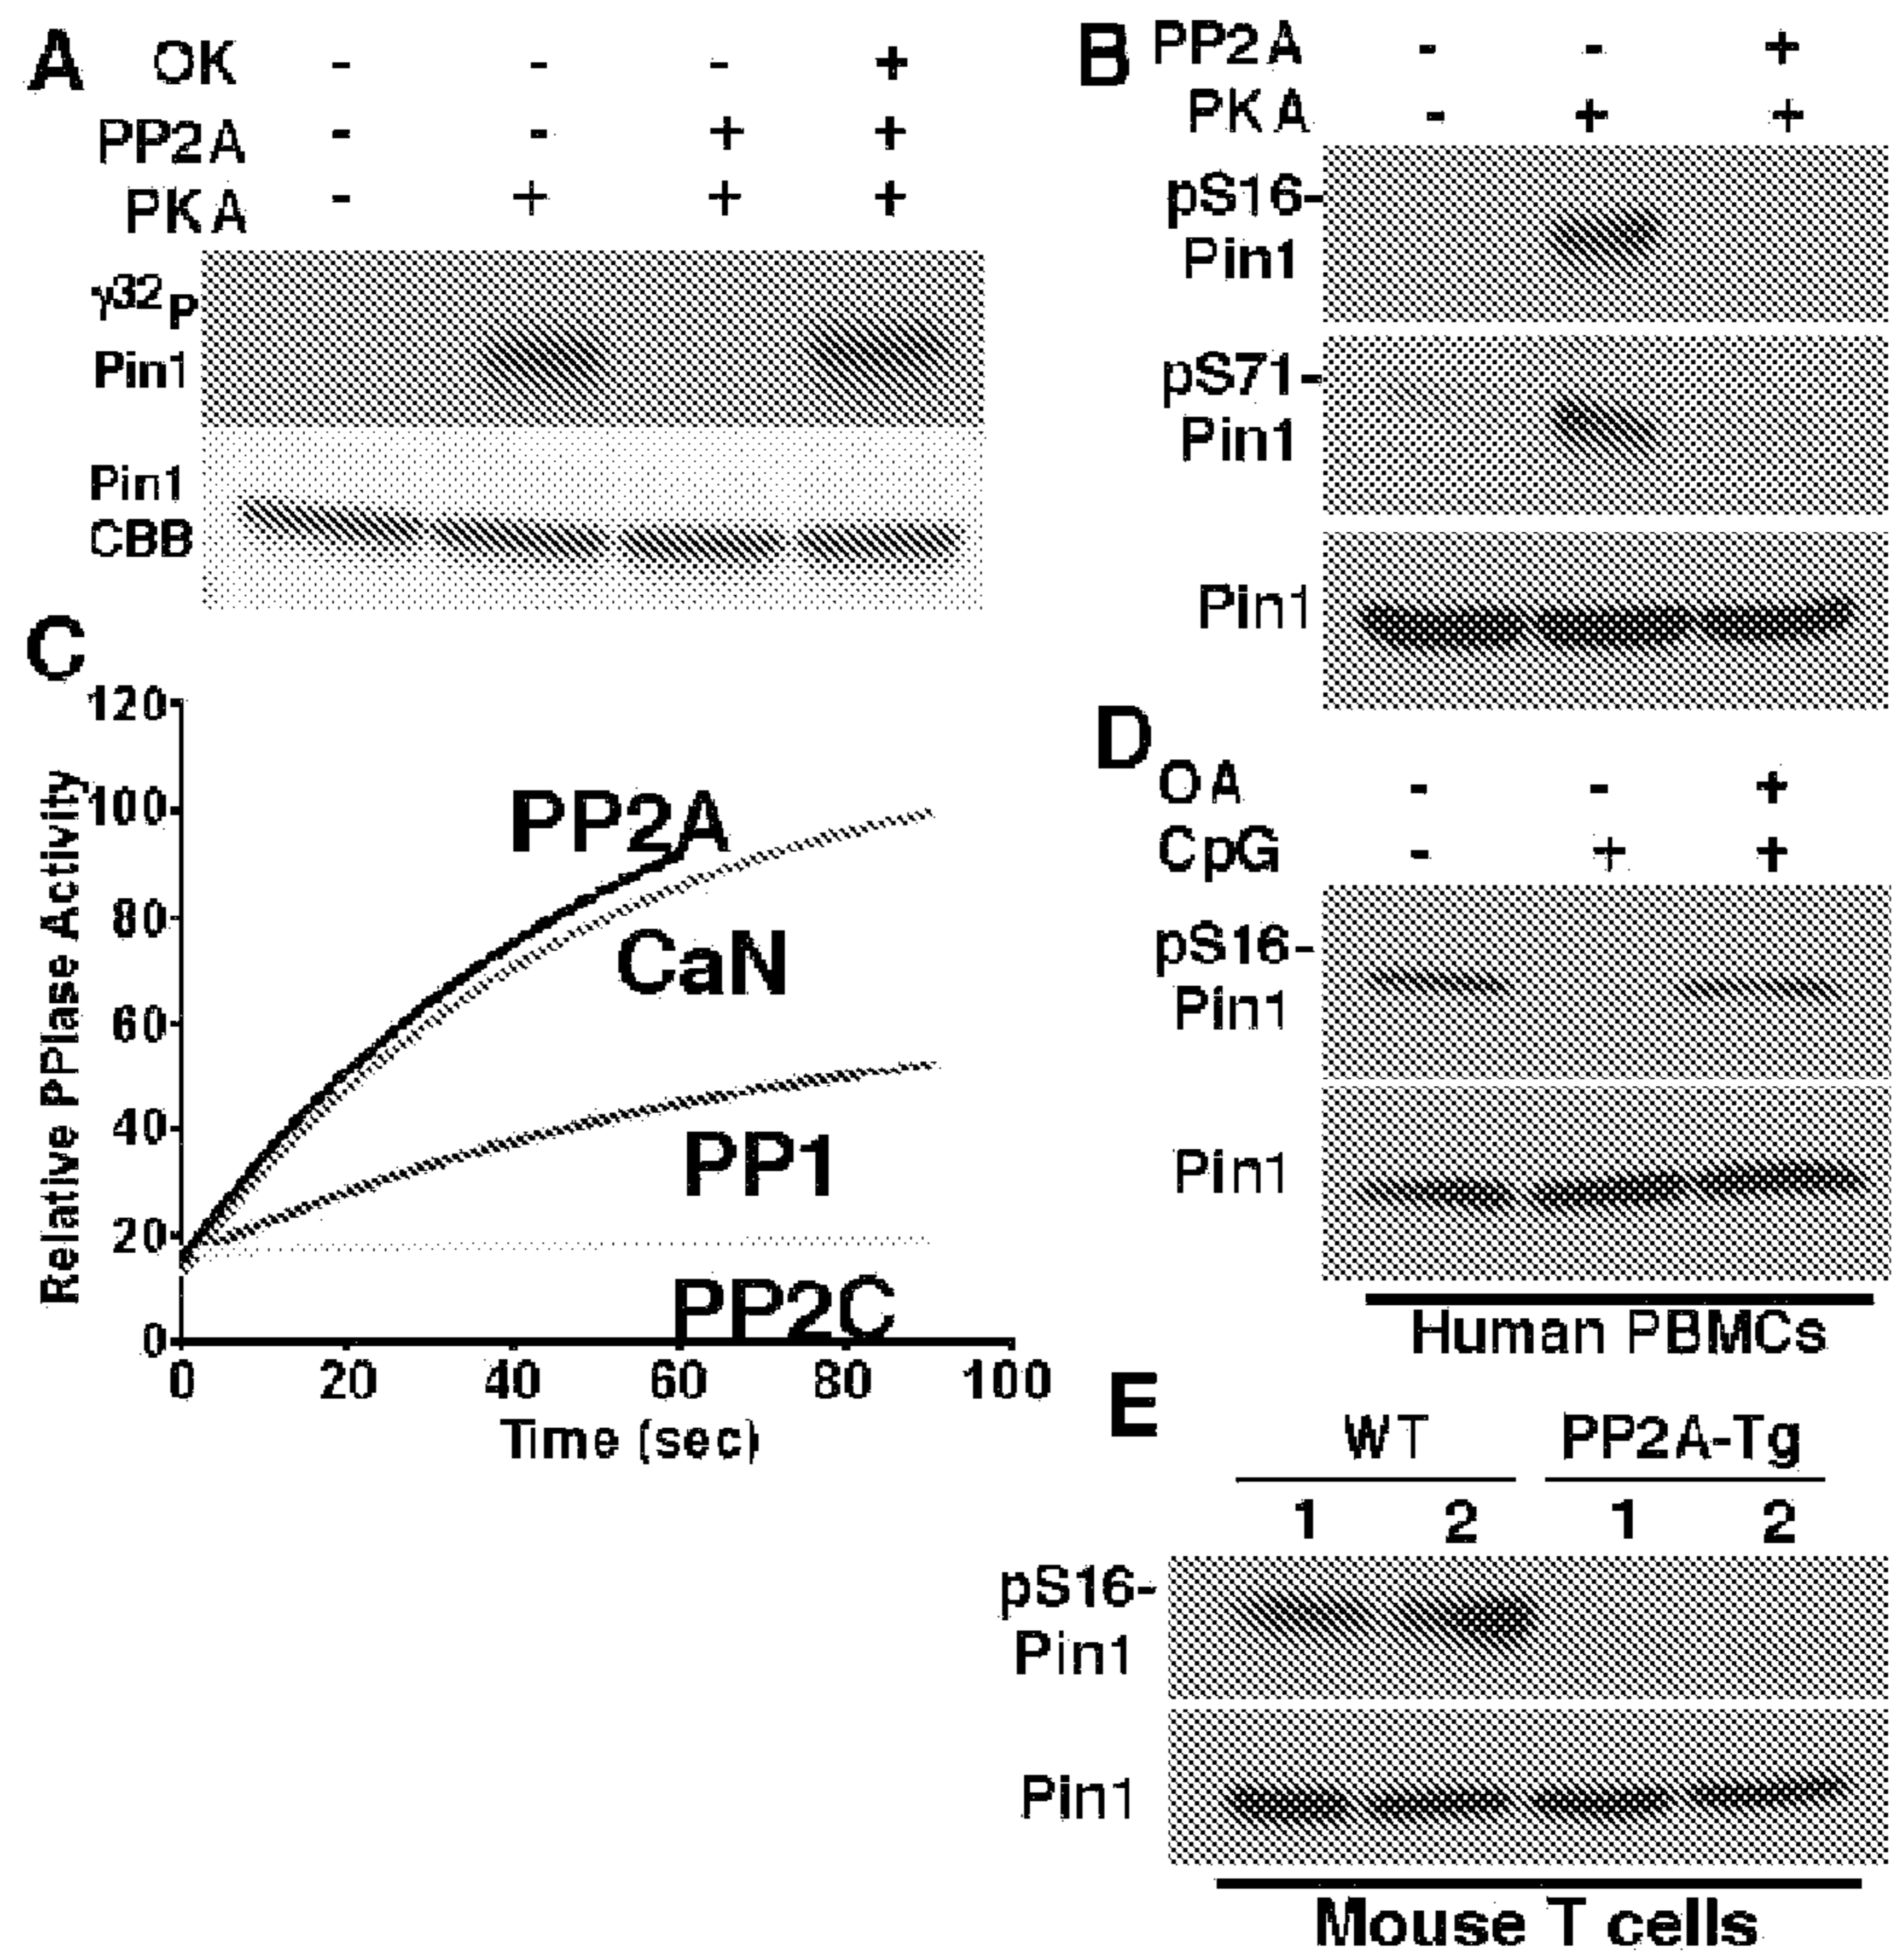 A
OK - - - +
PP2A - - + +
PKA - + + +
γ32P
Pin1
Pin1
CBB
B
PP2A - - +
PKA - + +
pS16-
Pin1
pS71-
Pin1
Pin1
C
Relative PPIase Activity
120
100
80
60
40
20
0
PP2A
CaN
PP1
PP2C
0 20 40 60 80 100
Time (sec)
D
OA - - +
CpG - + +
pS16-
Pin1
Pin1
Human PBMCs
E
WT PP2A-Tg
1 2 1 2
pS16-
Pin1
Pin1
Mouse T cells